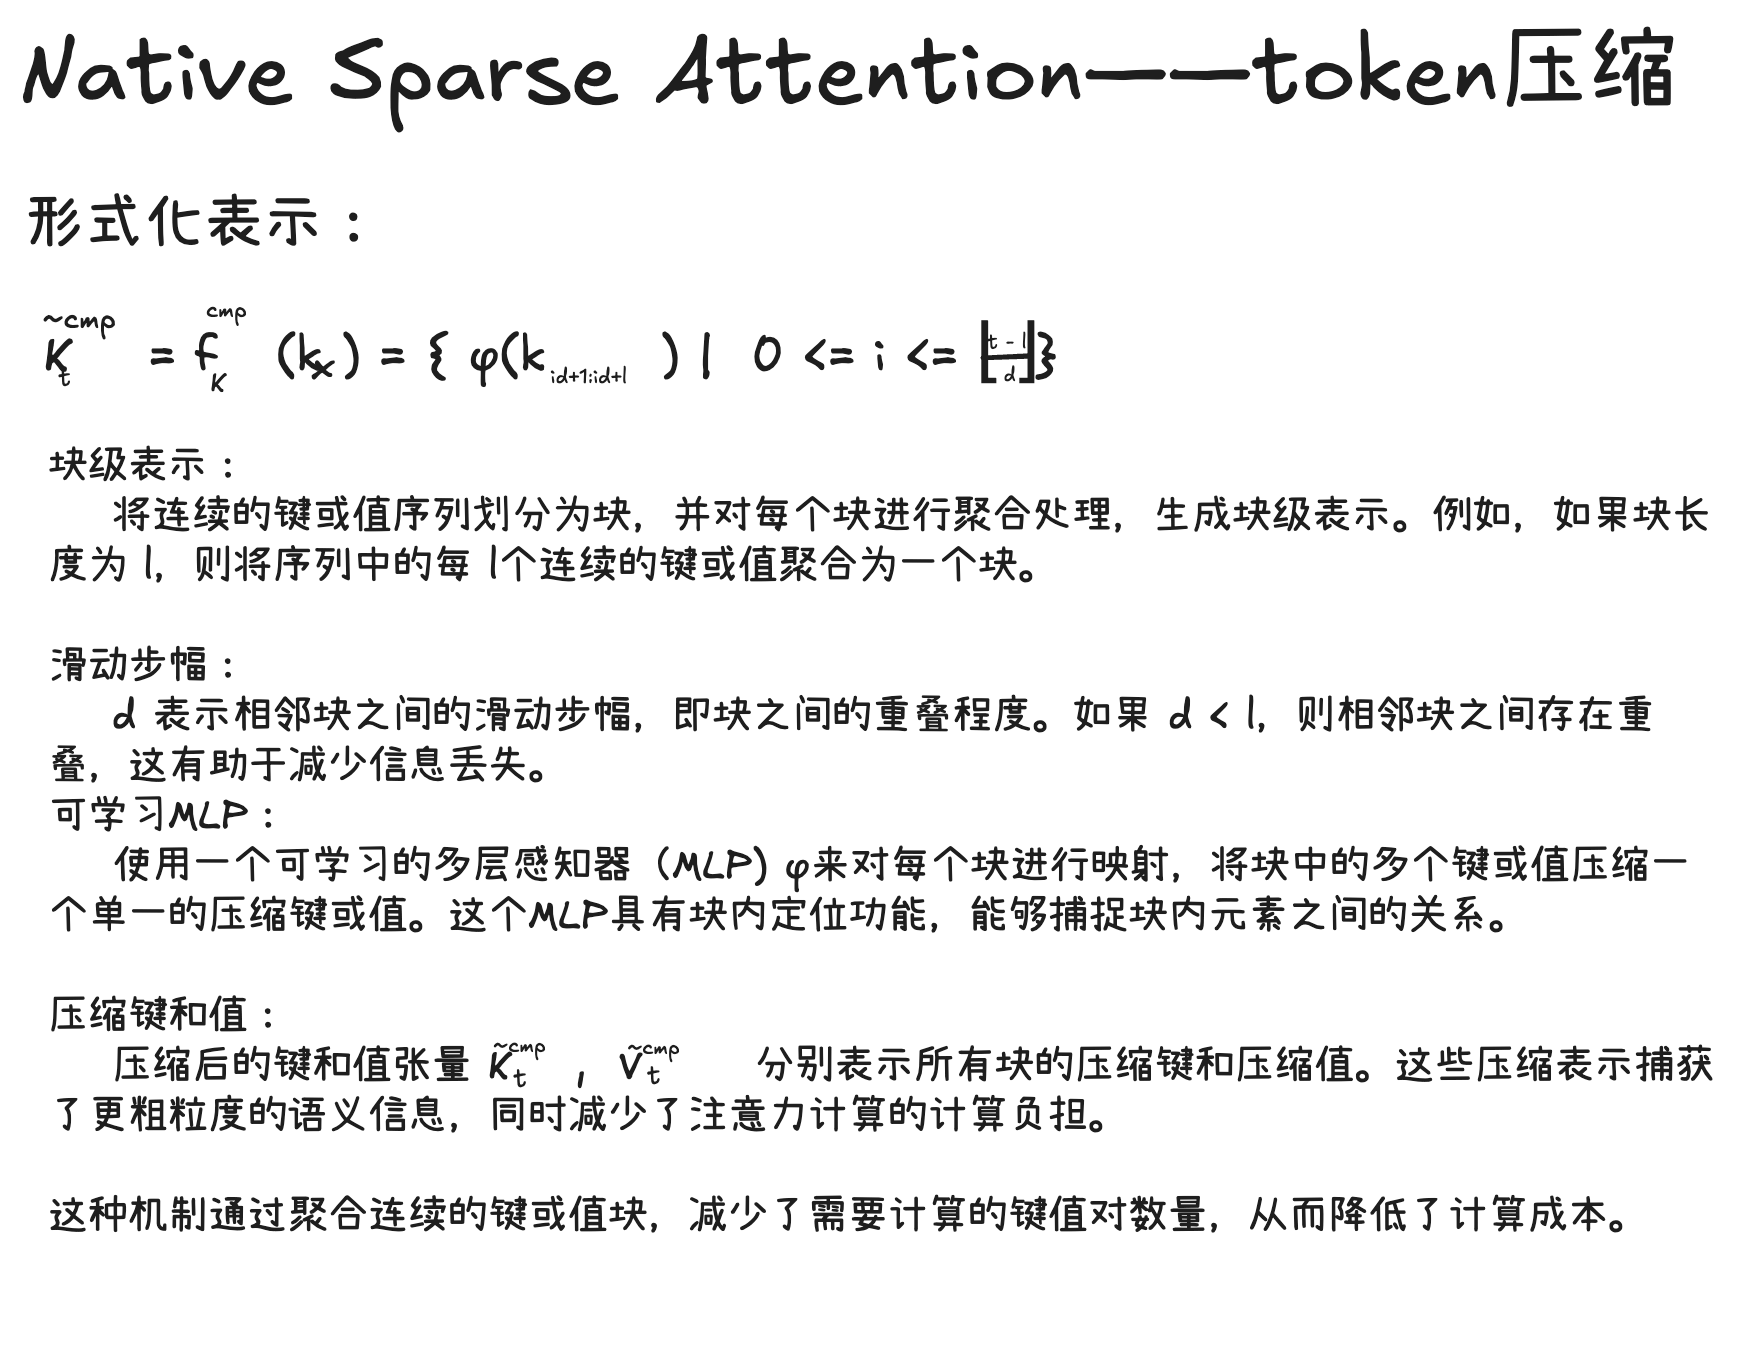 Native Sparse Attention——token压缩
形式化表示：
K̃ₜ^cmp = f_K^cmp (kₓ) = { φ(k_id+1:id+l) | 0 <= i <= ⌊(t - l)/d⌋}
块级表示：
将连续的键或值序列划分为块，并对每个块进行聚合处理，生成块级表示。例如，如果块长
度为 l，则将序列中的每 l个连续的键或值聚合为一个块。
滑动步幅：
d 表示相邻块之间的滑动步幅，即块之间的重叠程度。如果 d < l，则相邻块之间存在重
叠，这有助于减少信息丢失。
可学习MLP：
使用一个可学习的多层感知器（MLP）φ来对每个块进行映射，将块中的多个键或值压缩一
个单一的压缩键或值。这个MLP具有块内定位功能，能够捕捉块内元素之间的关系。
压缩键和值：
压缩后的键和值张量 K̃ₜ^cmp , Ṽₜ^cmp 分别表示所有块的压缩键和压缩值。这些压缩表示捕获
了更粗粒度的语义信息，同时减少了注意力计算的计算负担。
这种机制通过聚合连续的键或值块，减少了需要计算的键值对数量，从而降低了计算成本。